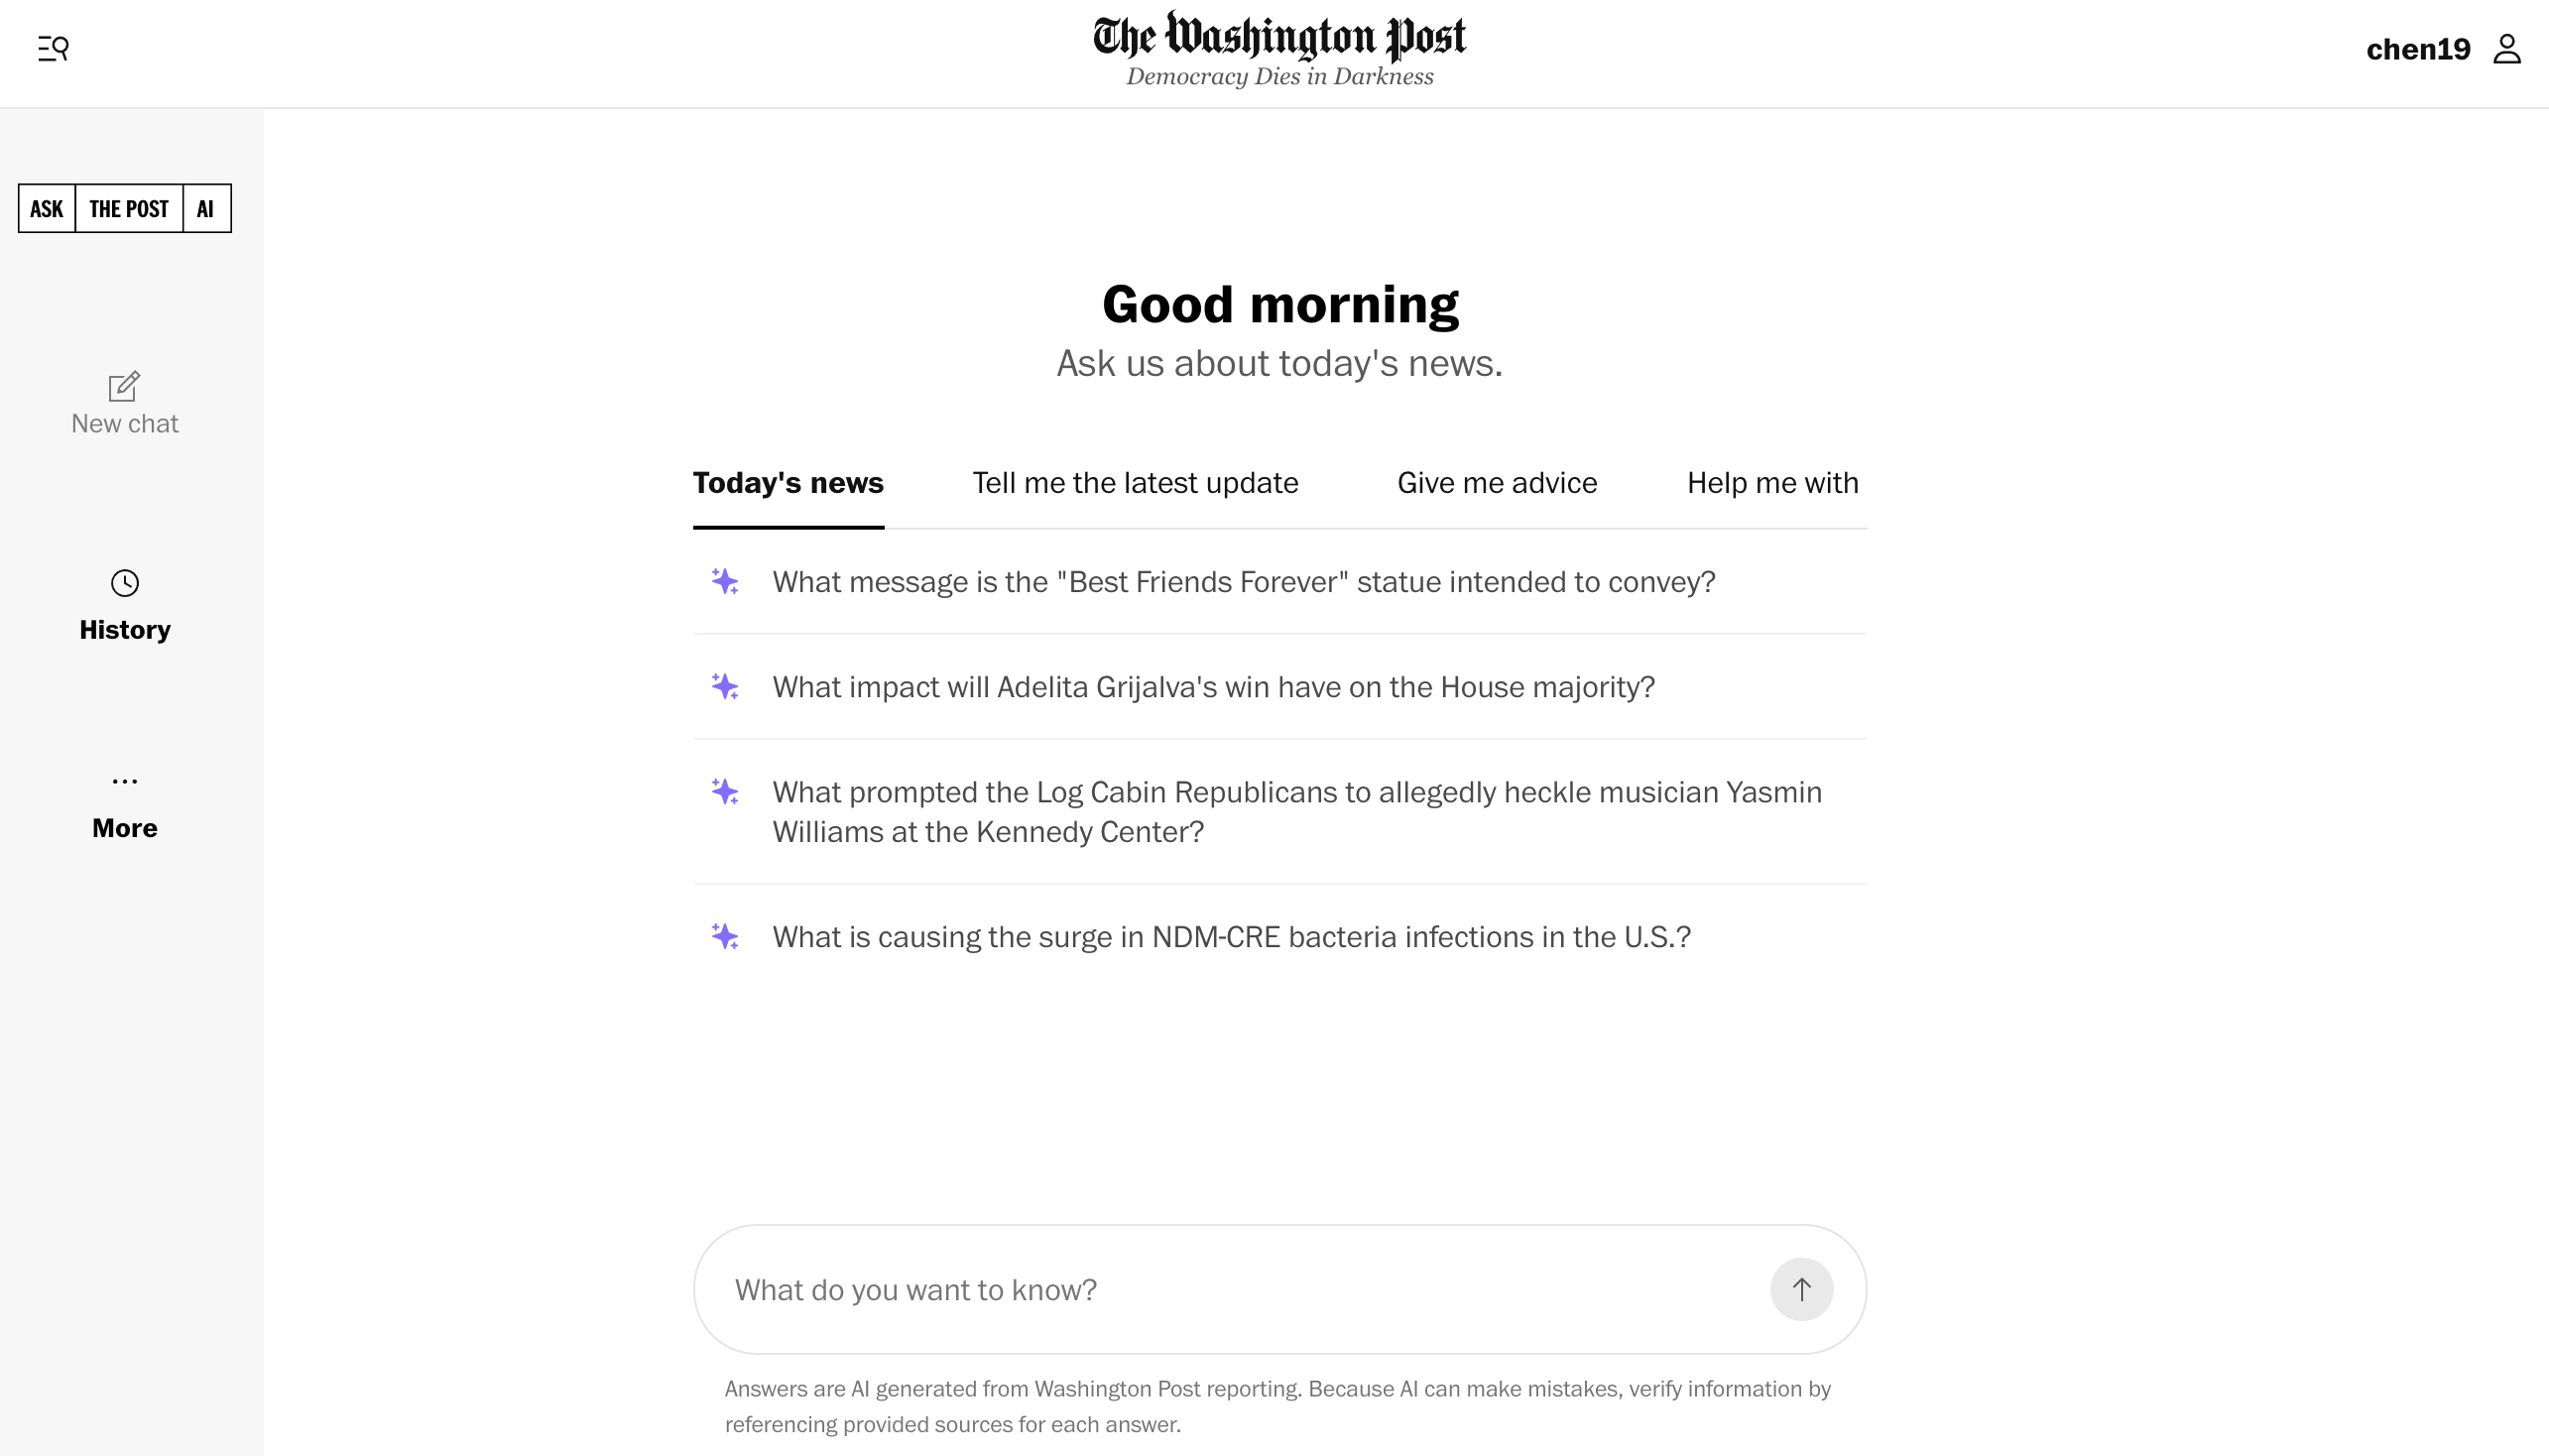 The Washington Post
Democracy Dies in Darkness
chen19
ASK THE POST AI
New chat
History
More
Good morning
Ask us about today's news.
Today's news Tell me the latest update Give me advice Help me with
What message is the "Best Friends Forever" statue intended to convey?
What impact will Adelita Grijalva's win have on the House majority?
What prompted the Log Cabin Republicans to allegedly heckle musician Yasmin
Williams at the Kennedy Center?
What is causing the surge in NDM-CRE bacteria infections in the U.S.?
What do you want to know?
Answers are AI generated from Washington Post reporting. Because AI can make mistakes, verify information by
referencing provided sources for each answer.